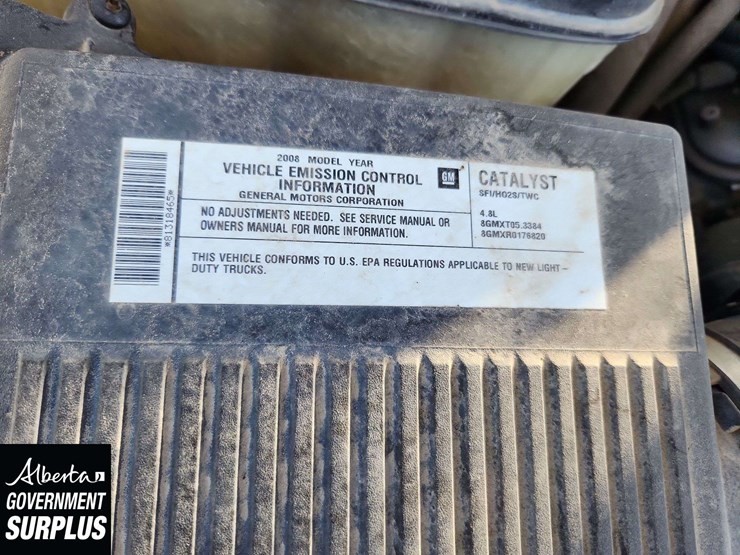 *81318465*
2008 MODEL YEAR
VEHICLE EMISSION CONTROL
INFORMATION
GENERAL MOTORS CORPORATION
GM
NO ADJUSTMENTS NEEDED. SEE SERVICE MANUAL OR
OWNERS MANUAL FOR MORE INFORMATION.
CATALYST
SFI/HO2S/TWC
4.8L
8GMXT05.3384
8GMXR0176820
THIS VEHICLE CONFORMS TO U.S. EPA REGULATIONS APPLICABLE TO NEW LIGHT-
DUTY TRUCKS.
Alberta
GOVERNMENT
SURPLUS